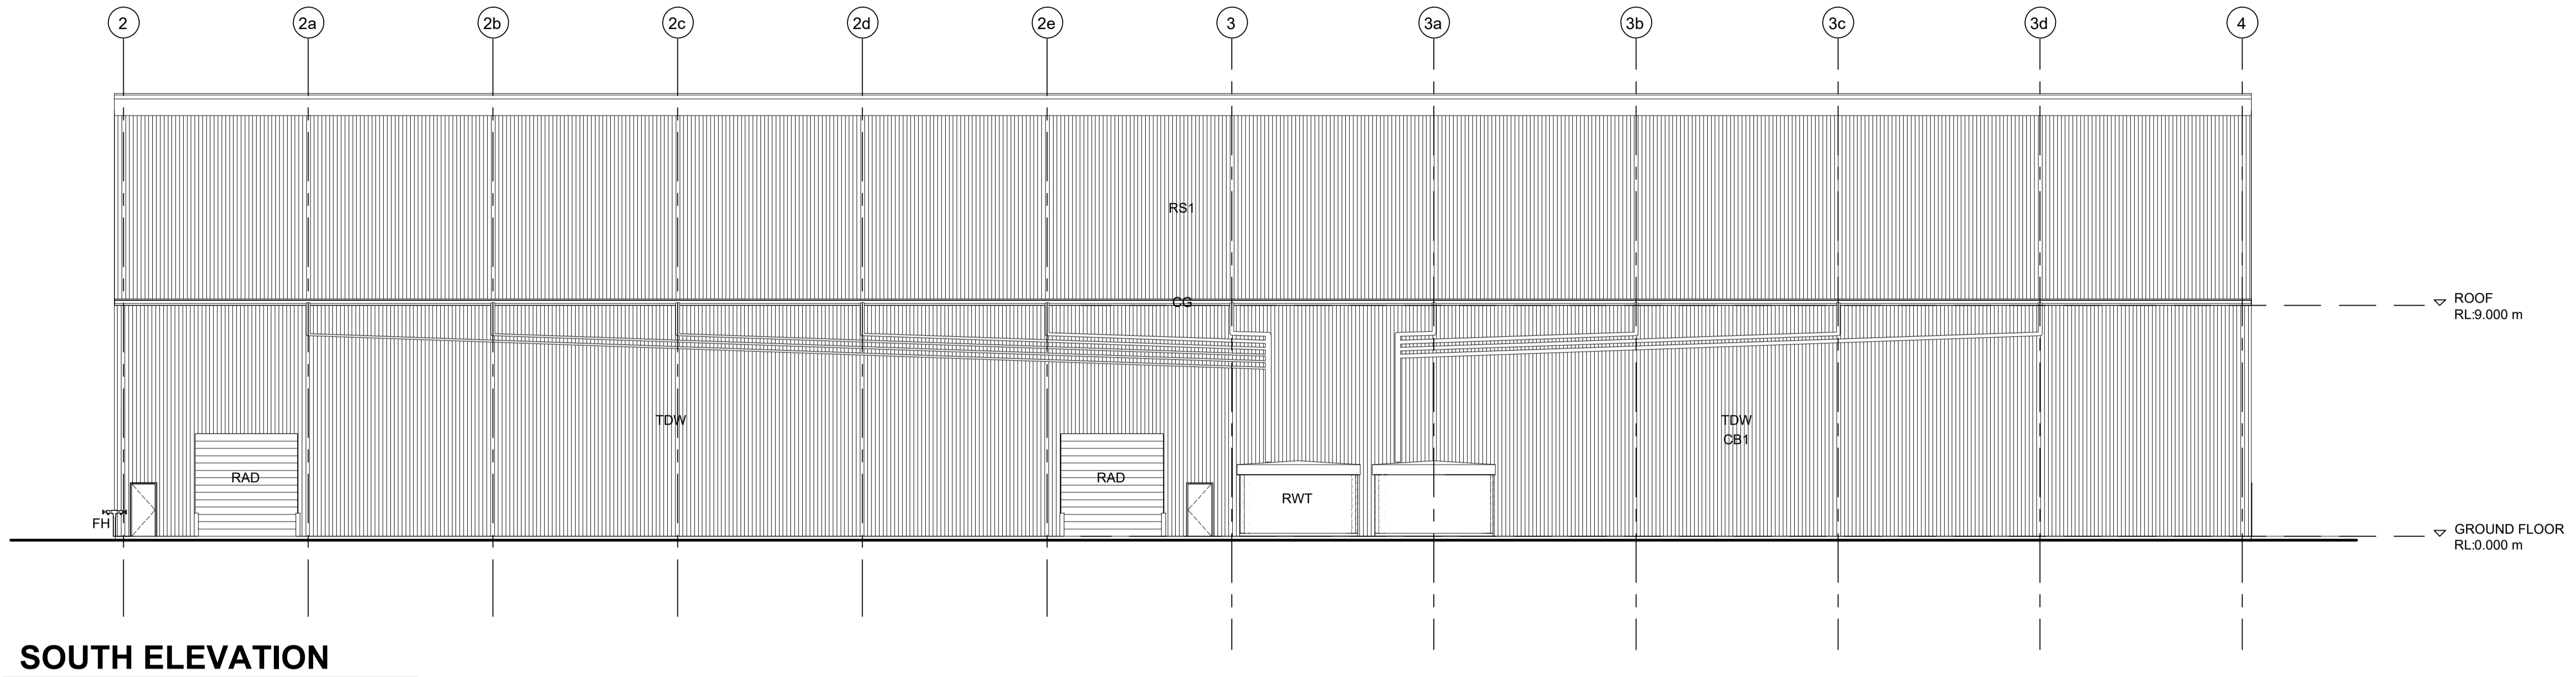 2 2a 2b 2c 2d 2e 3 3a 3b 3c 3d 4
RS1
CG
ROOF
RL:9.000 m
TDW
TDW
CB1
RAD
RAD
RWT
FH
GROUND FLOOR
RL:0.000 m
SOUTH ELEVATION